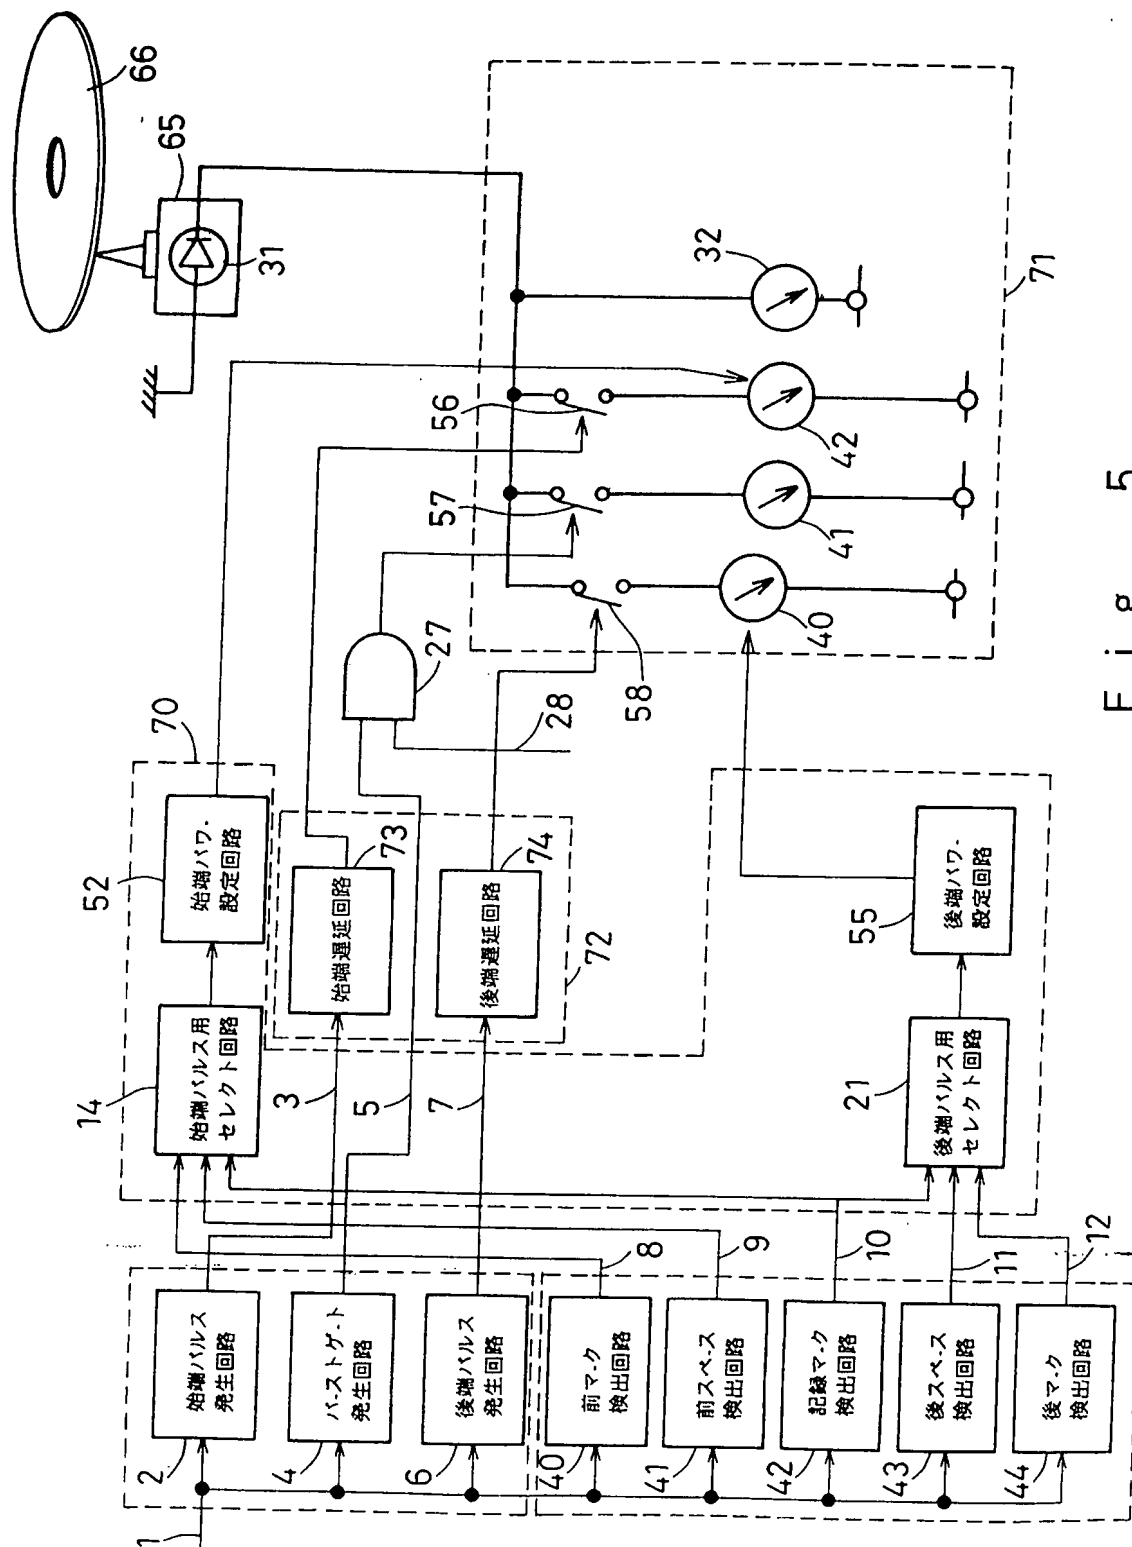 66
65
31
32
71
56
57
58
42
41
40
27
28
70
52
始端パワー
設定回路
73
始端遅延回路
74
後端遅延回路
72
55
後端パワー
設定回路
14
始端パルス用
セレクト回路
3
5
7
21
後端パルス用
セレクト回路
8
9
10
11
12
2
始端パルス
発生回路
4
バーストゲート
発生回路
6
後端パルス
発生回路
40
前マーク
検出回路
41
前スペース
検出回路
42
記録マーク
検出回路
43
後スペース
検出回路
44
後マーク
検出回路
1
Fig 5